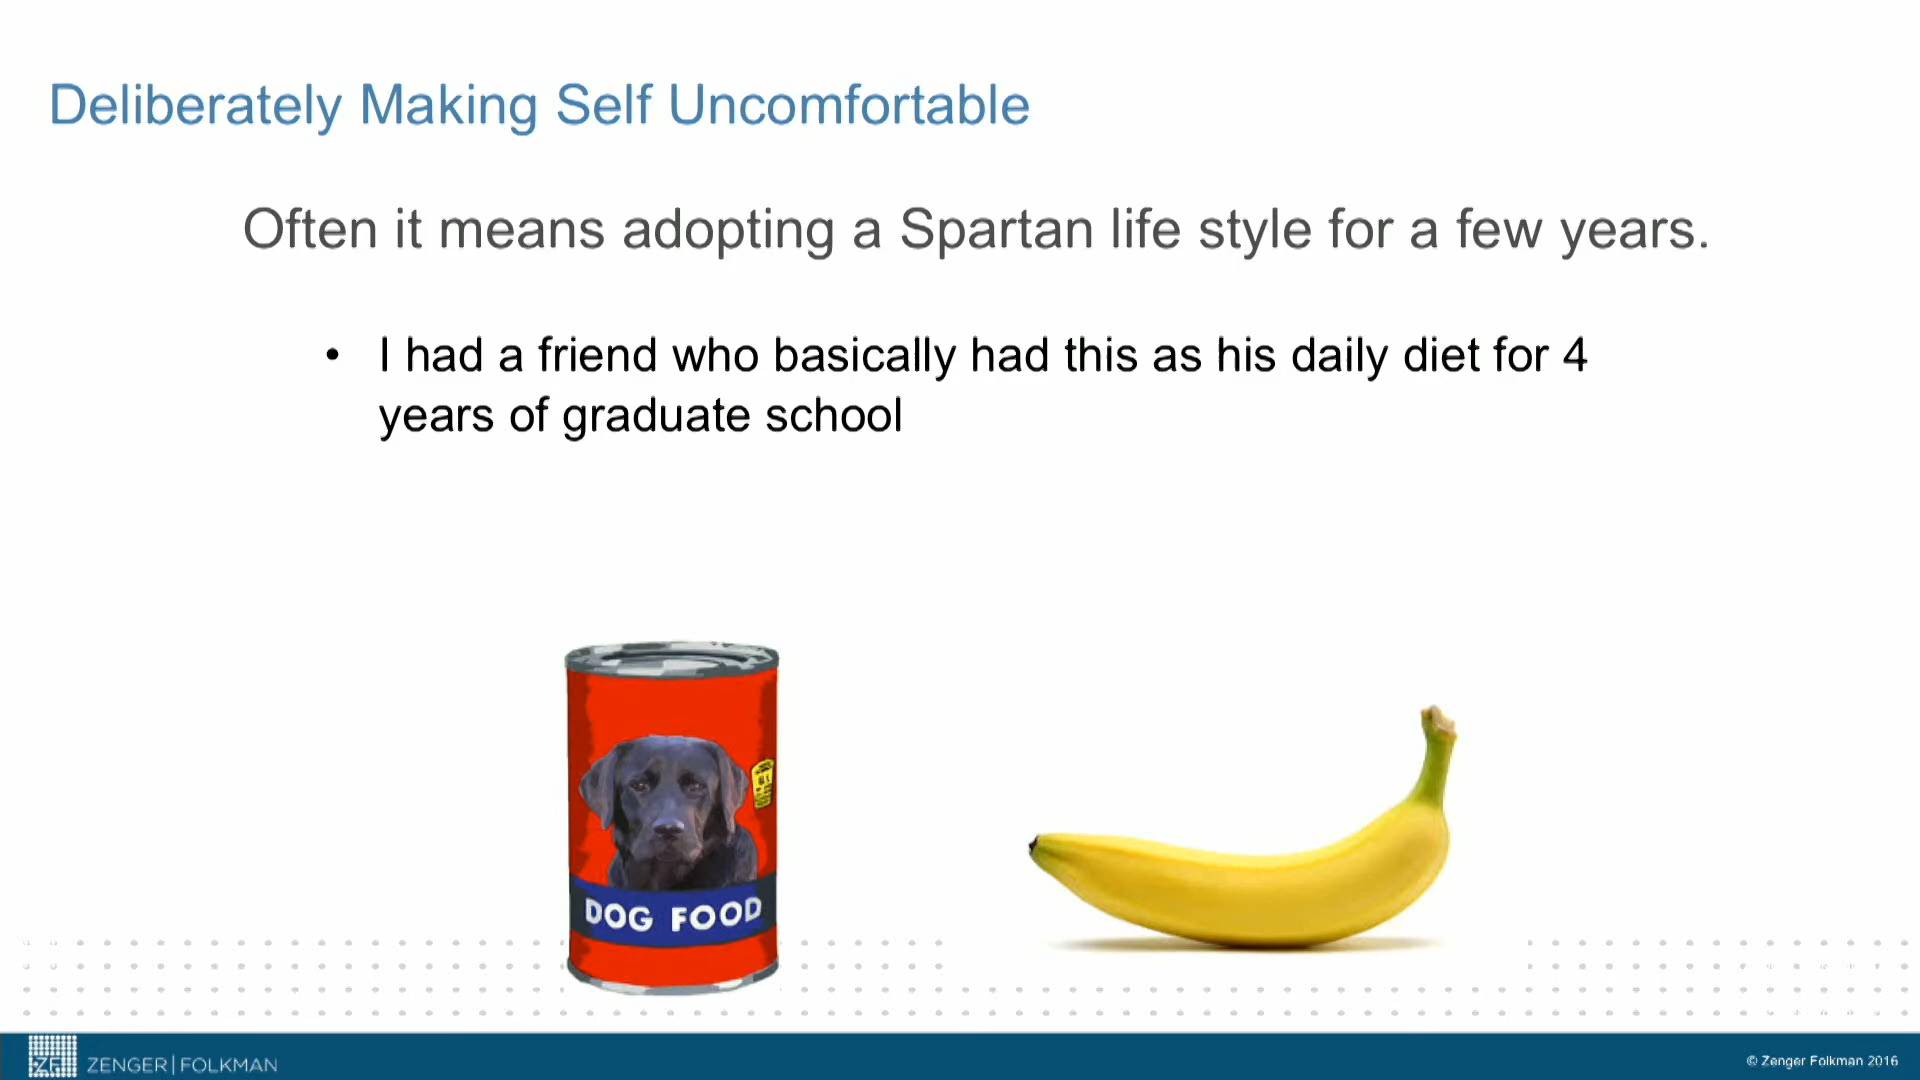 Deliberately Making Self Uncomfortable
Often it means adopting a Spartan life style for a few years.
• I had a friend who basically had this as his daily diet for 4
years of graduate school
DOG FOOD
ZF
ZENGER|FOLKMAN
© Zenger Folkman 2016